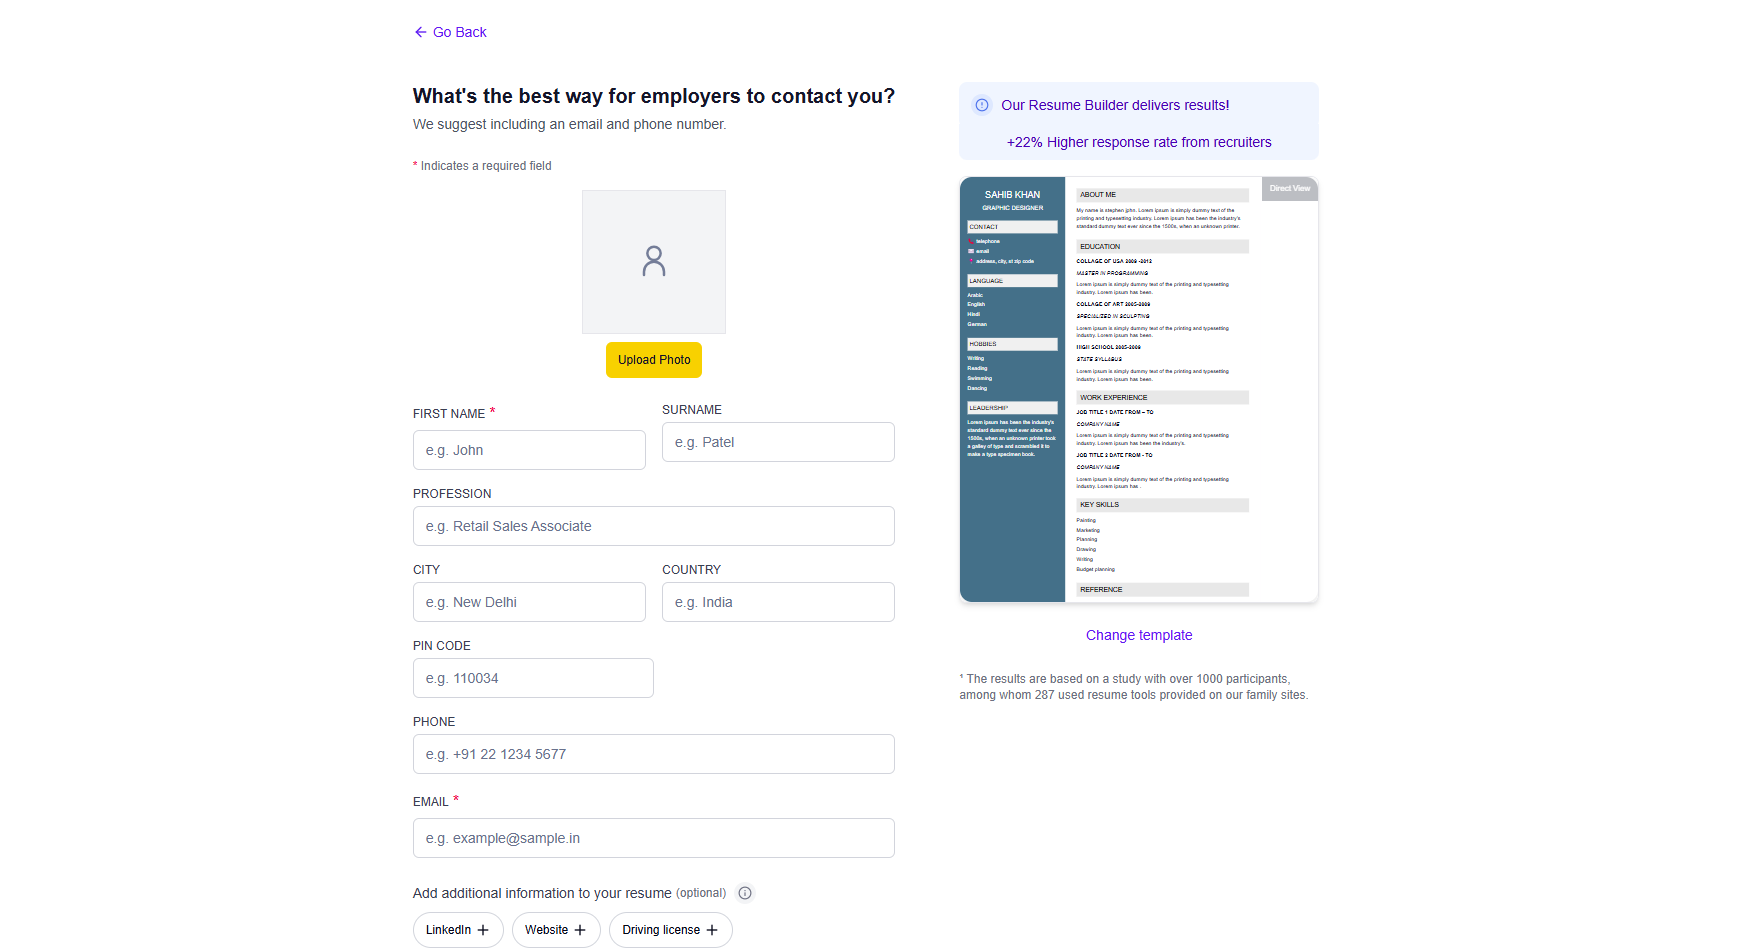 Go Back
What's the best way for employers to contact you?
We suggest including an email and phone number.
* Indicates a required field
Upload Photo
FIRST NAME *
SURNAME
e.g. John
e.g. Patel
PROFESSION
e.g. Retail Sales Associate
CITY
COUNTRY
e.g. New Delhi
e.g. India
PIN CODE
e.g. 110034
PHONE
e.g. +91 22 1234 5677
EMAIL *
e.g. example@sample.in
Add additional information to your resume (optional)
LinkedIn
Website
Driving license
Our Resume Builder delivers results!
+22% Higher response rate from recruiters
Direct View
SAHIB KHAN
GRAPHIC DESIGNER
CONTACT
telephone
email
address, city, st zip code
LANGUAGE
Arabic
English
Hindi
German
HOBBIES
Writing
Reading
Swimming
Dancing
LEADERSHIP
Lorem ipsum has been the industry's
standard dummy text ever since the
1500s, when an unknown printer took
a galley of type and scrambled it to
make a type specimen book.
ABOUT ME
My name is stephen john. Lorem ipsum is simply dummy text of the
printing and typesetting industry. Lorem ipsum has been the industry's
standard dummy text ever since the 1500s, when an unknown printer.
EDUCATION
COLLAGE OF USA 2009 -2012
MASTER IN PROGRAMMING
Lorem ipsum is simply dummy text of the printing and typesetting
industry. Lorem ipsum has been.
COLLAGE OF ART 2005-2009
SPECIALIZED IN SCULPTING
Lorem ipsum is simply dummy text of the printing and typesetting
industry. Lorem ipsum has been.
HIGH SCHOOL 2005-2009
STATE SYLLABUS
Lorem ipsum is simply dummy text of the printing and typesetting
industry. Lorem ipsum has been.
WORK EXPERIENCE
JOB TITLE 1 DATE FROM – TO
COMPANY NAME
Lorem ipsum is simply dummy text of the printing and typesetting
industry. Lorem ipsum has been the industry's.
JOB TITLE 2 DATE FROM - TO
COMPANY NAME
Lorem ipsum is simply dummy text of the printing and typesetting
industry. Lorem ipsum has .
KEY SKILLS
Painting
Marketing
Planning
Drawing
Writing
Budget planning
REFERENCE
Change template
¹ The results are based on a study with over 1000 participants,
among whom 287 used resume tools provided on our family sites.